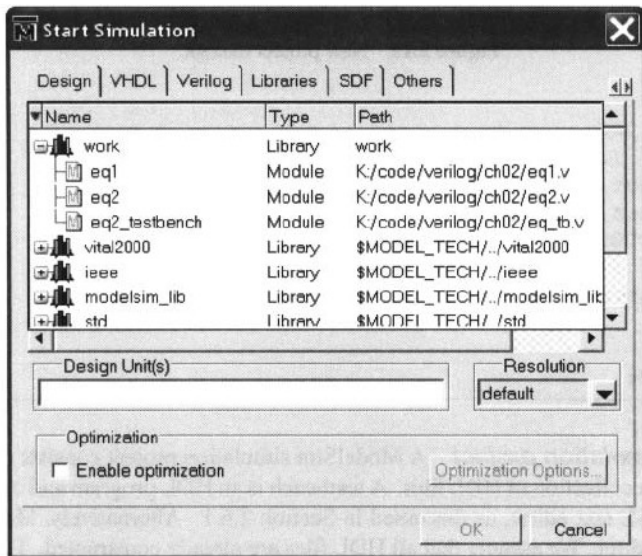 Start Simulation
Design VHDL Verilog Libraries SDF Others
Name Type Path
work Library work
eq1 Module K:/code/verilog/ch02/eq1.v
eq2 Module K:/code/verilog/ch02/eq2.v
eq2_testbench Module K:/code/verilog/ch02/eq_tb.v
vital2000 Library $MODEL_TECH/../vital2000
ieee Library $MODEL_TECH/../ieee
modelsim_lib Library $MODEL_TECH/../modelsim_lib
std Library $MODEL_TECH/../std
Design Unit(s) Resolution
default
Optimization
Enable optimization Optimization Options...
OK Cancel